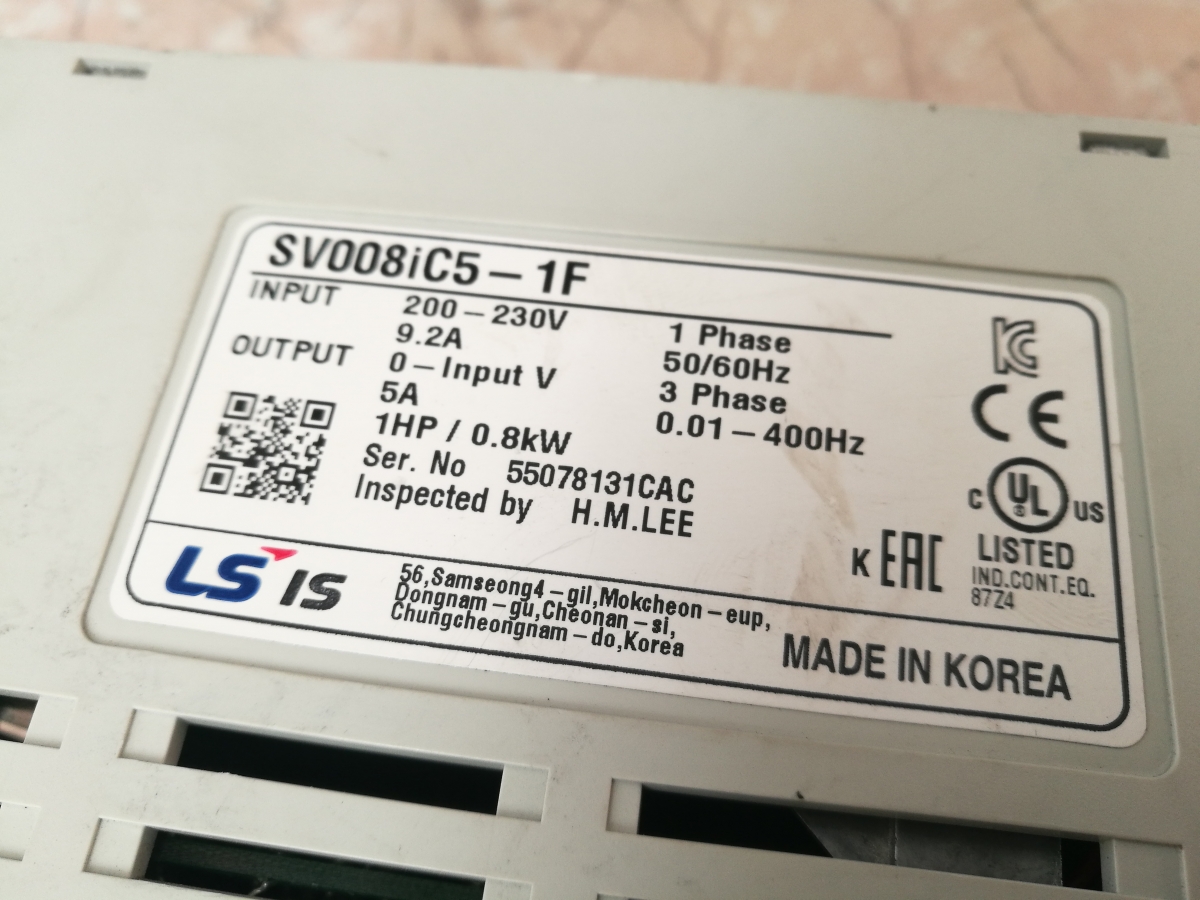 SV008iC5-1F
INPUT 200-230V 1 Phase
9.2A 50/60Hz
OUTPUT 0-Input V 3 Phase
5A 0.01-400Hz
1HP / 0.8kW
Ser. No 55078131CAC
Inspected by H.M.LEE
KC
CE
C UL US
®
LISTED
IND.CONT.EQ.
87Z4
K EAC
LS IS
56,Samseong4-gil,Mokcheon-eup,
Dongnam-gu,Cheonan-si,
Chungcheongnam-do,Korea
MADE IN KOREA